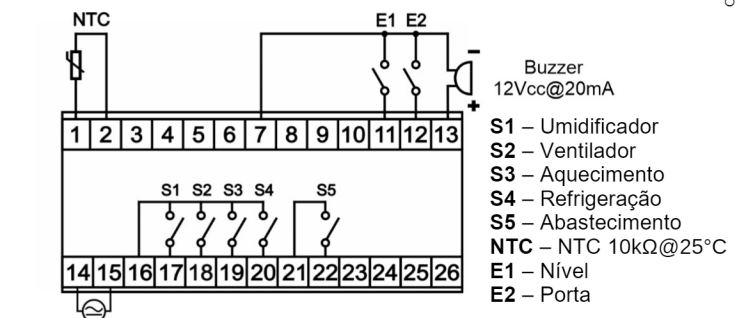 NTC
E1 E2
Buzzer
12Vcc@20mA
1 2 3 4 5 6 7 8 9 10 11 12 13
S1 – Umidificador
S2 – Ventilador
S3 – Aquecimento
S4 – Refrigeração
S5 – Abastecimento
NTC – NTC 10kΩ@25°C
E1 – Nível
E2 – Porta
S1 S2 S3 S4 S5
14 15 16 17 18 19 20 21 22 23 24 25 26